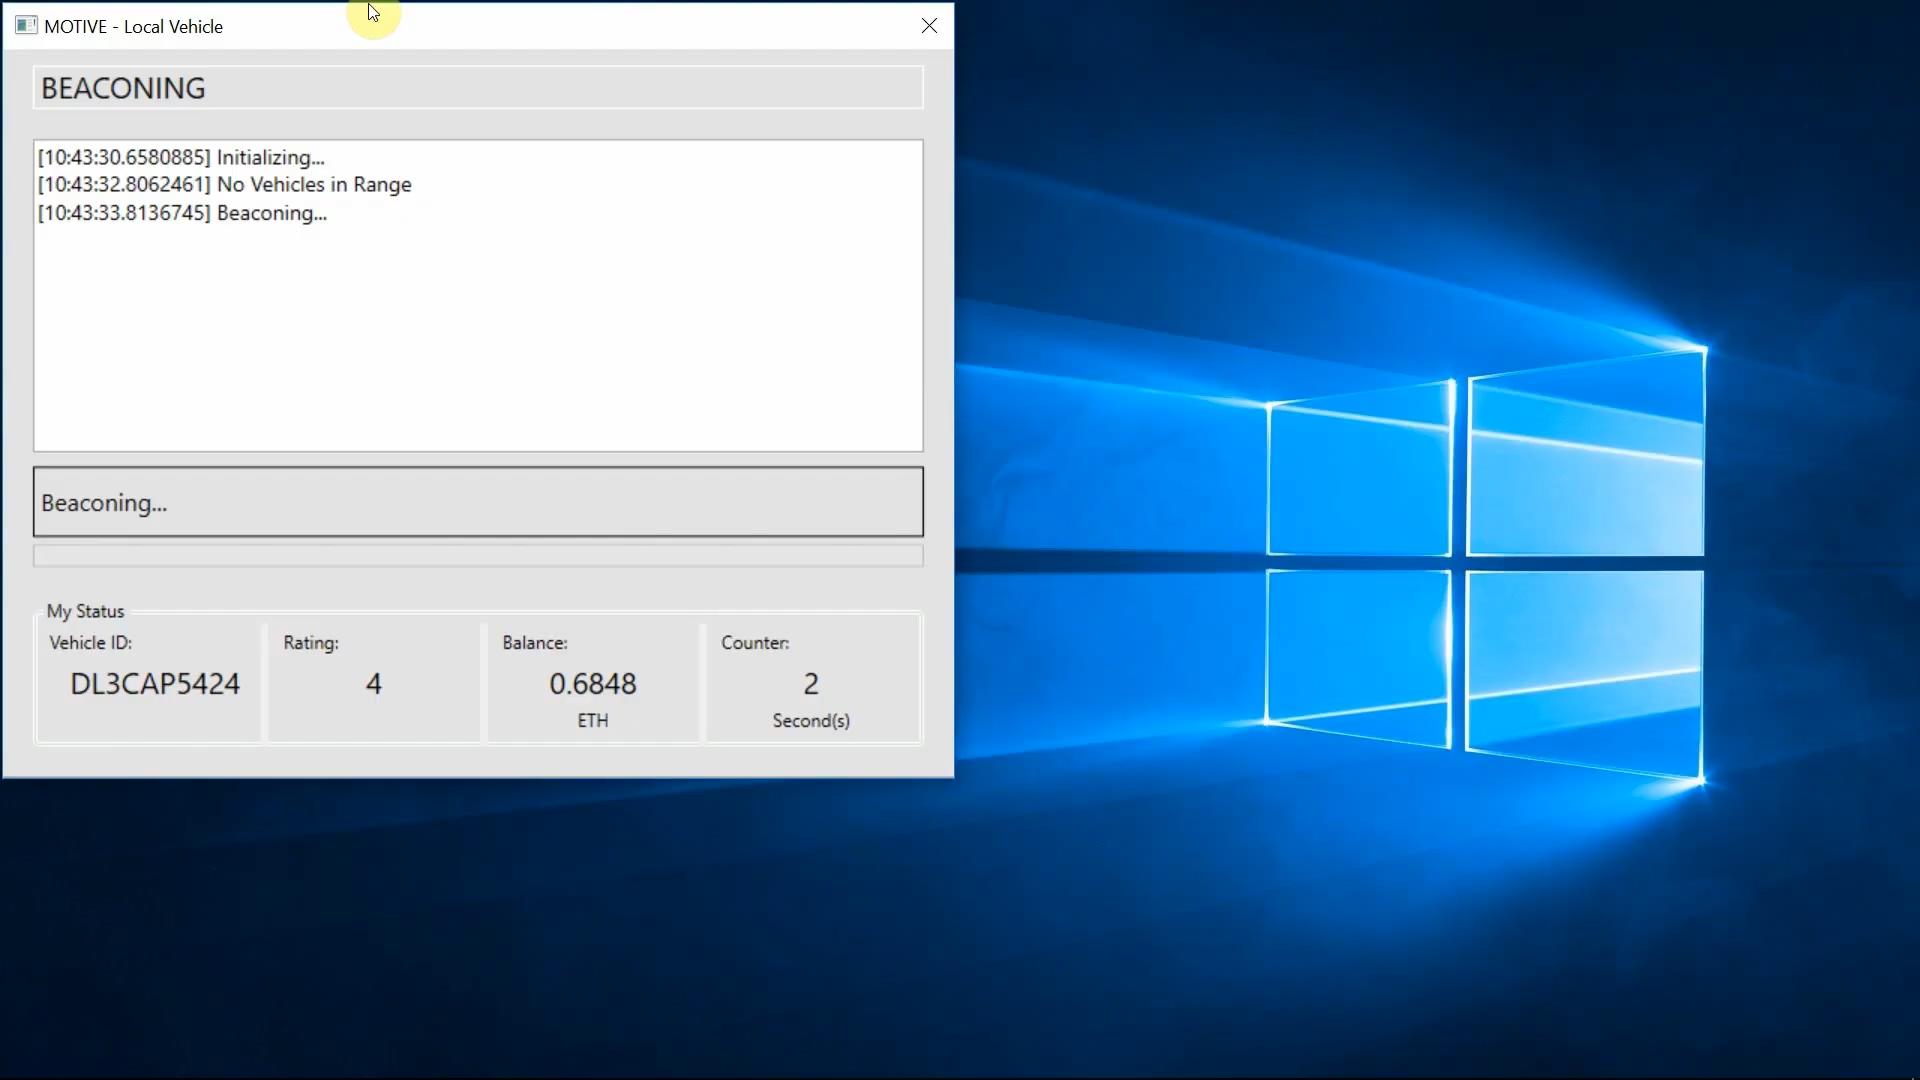 MOTIVE - Local Vehicle
BEACONING
[10:43:30.6580885] Initializing...
[10:43:32.8062461] No Vehicles in Range
[10:43:33.8136745] Beaconing...
Beaconing...
My Status
Vehicle ID: Rating: Balance: Counter:
DL3CAP5424 4 0.6848 2
ETH Second(s)